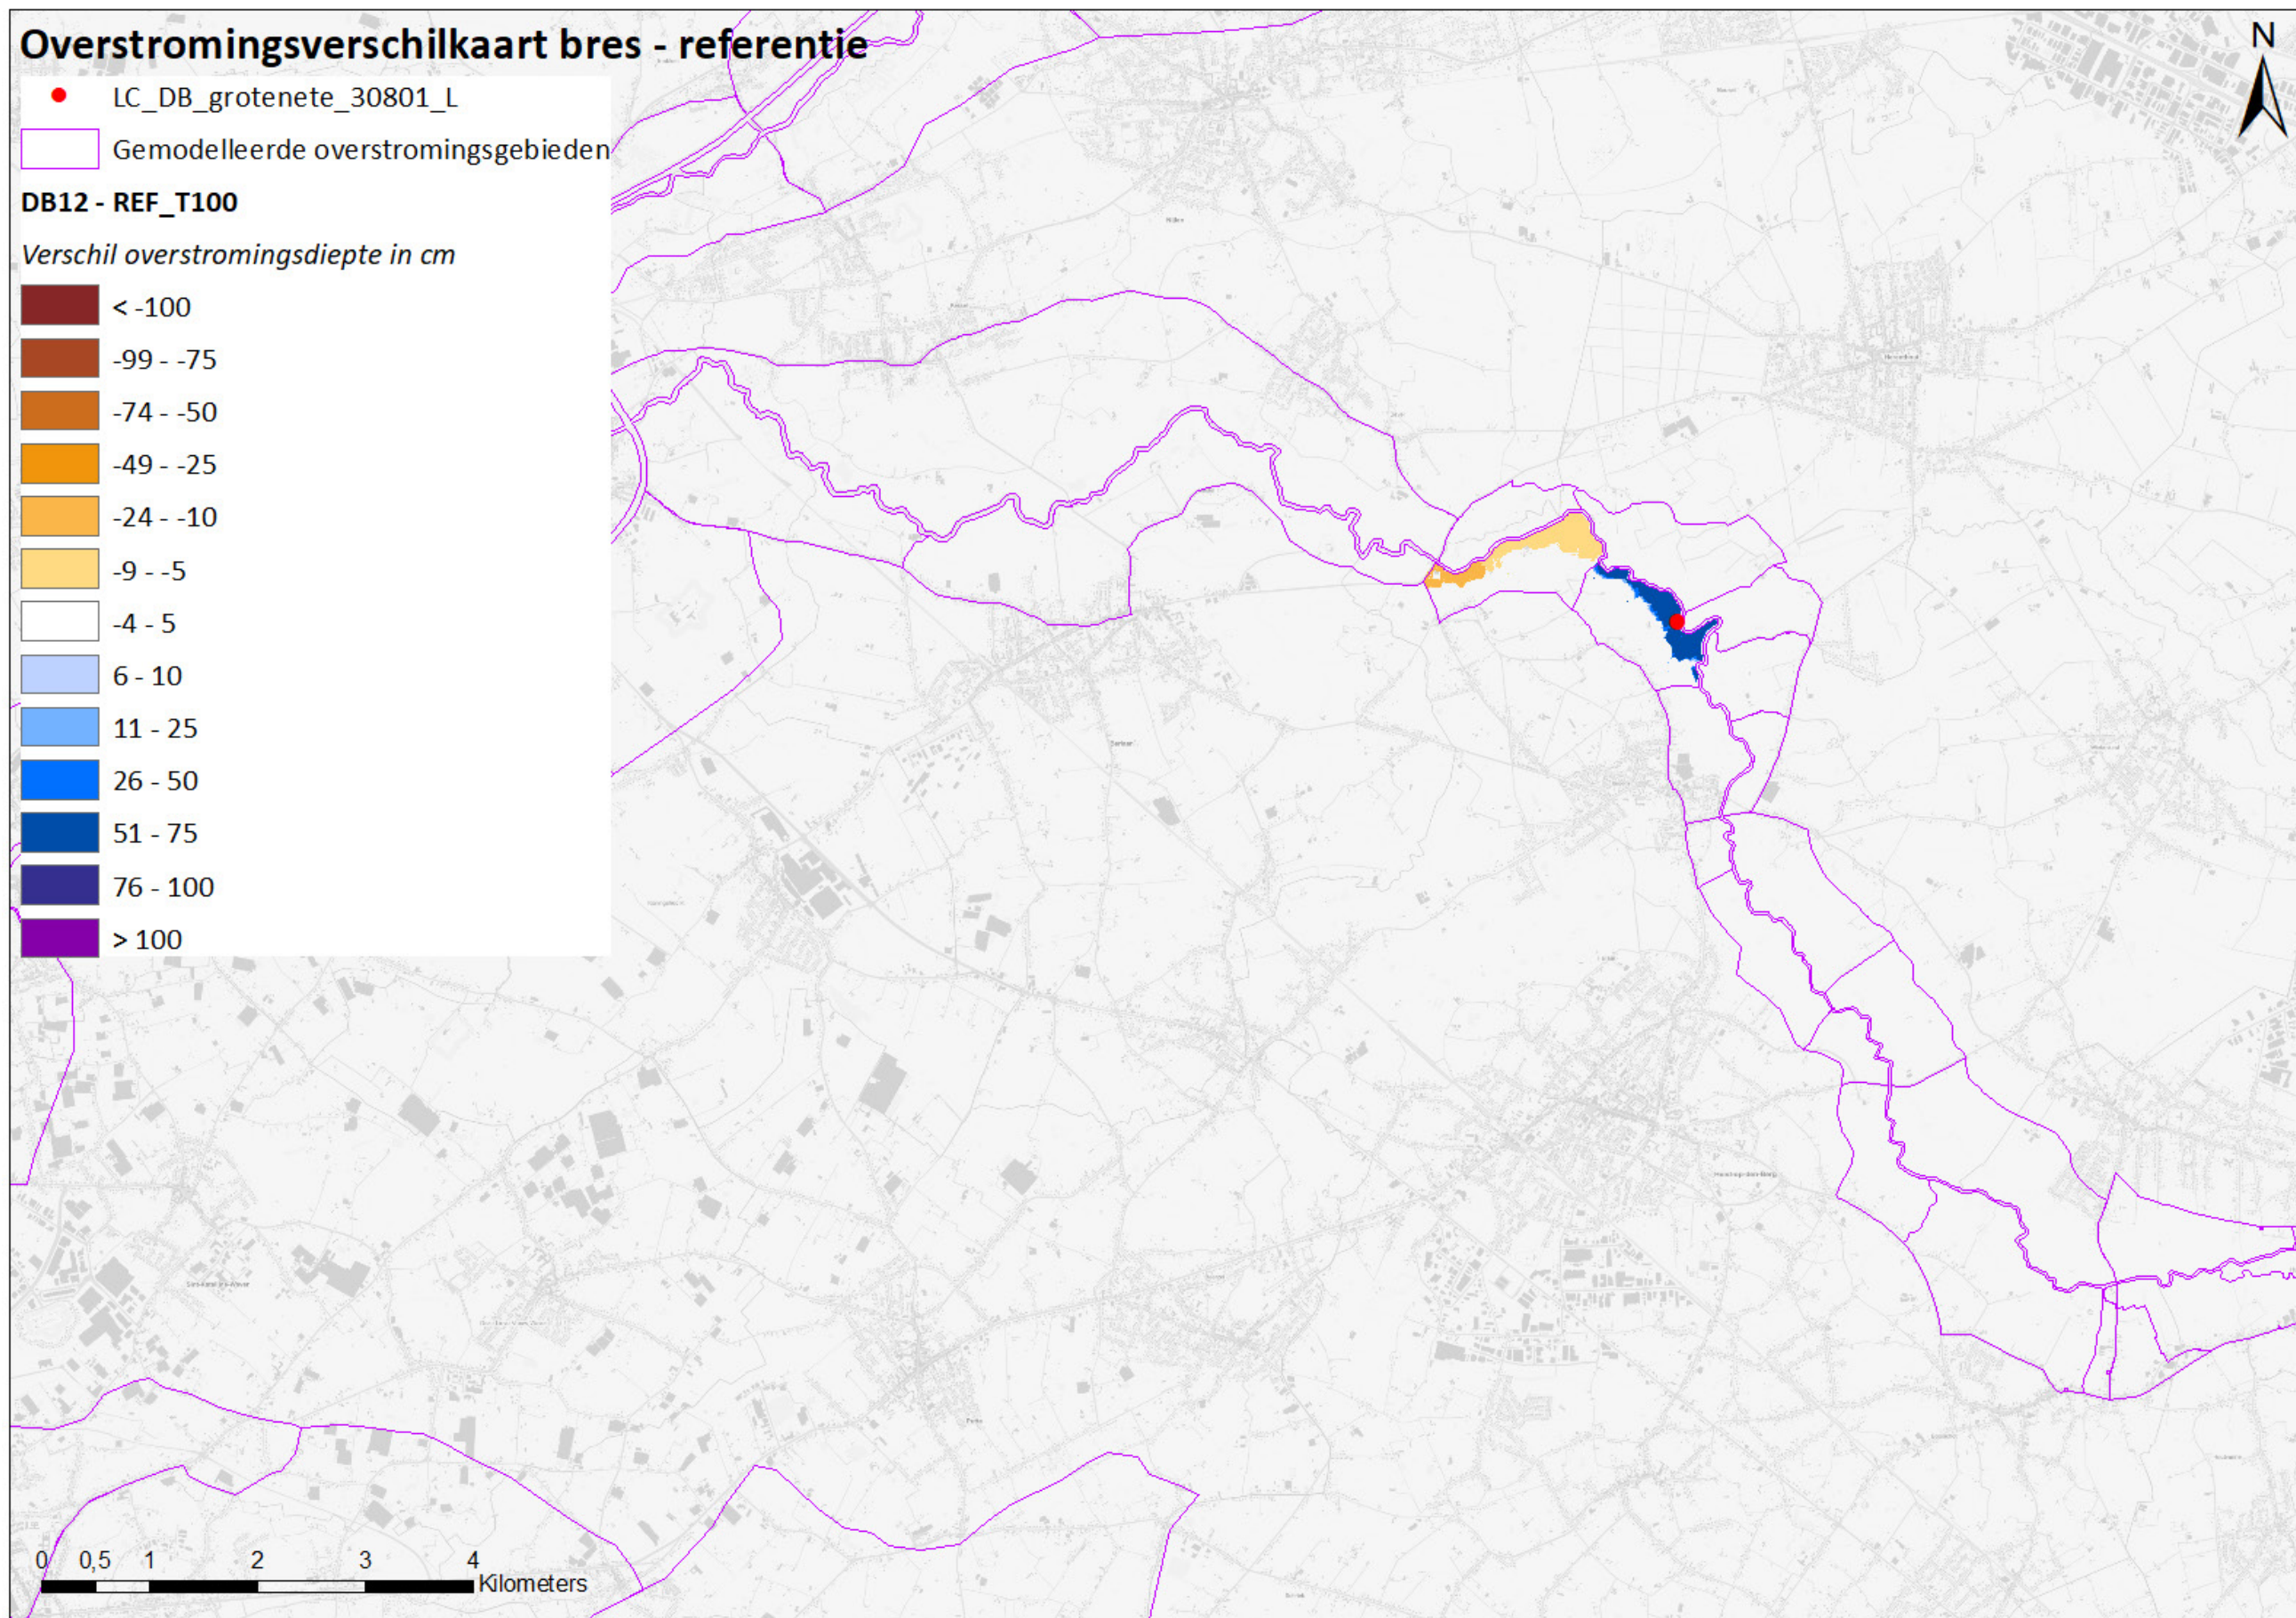 Overstromingsverschilkaart bres - referentie
N
LC_DB_grotenete_30801_L
Gemodelleerde overstromingsgebieden
DB12 - REF_T100
Verschil overstromingsdiepte in cm
< -100
-99 - -75
-74 - -50
-49 - -25
-24 - -10
-9 - -5
-4 - 5
6 - 10
11 - 25
26 - 50
51 - 75
76 - 100
> 100
0 0,5 1 2 3 4
Kilometers